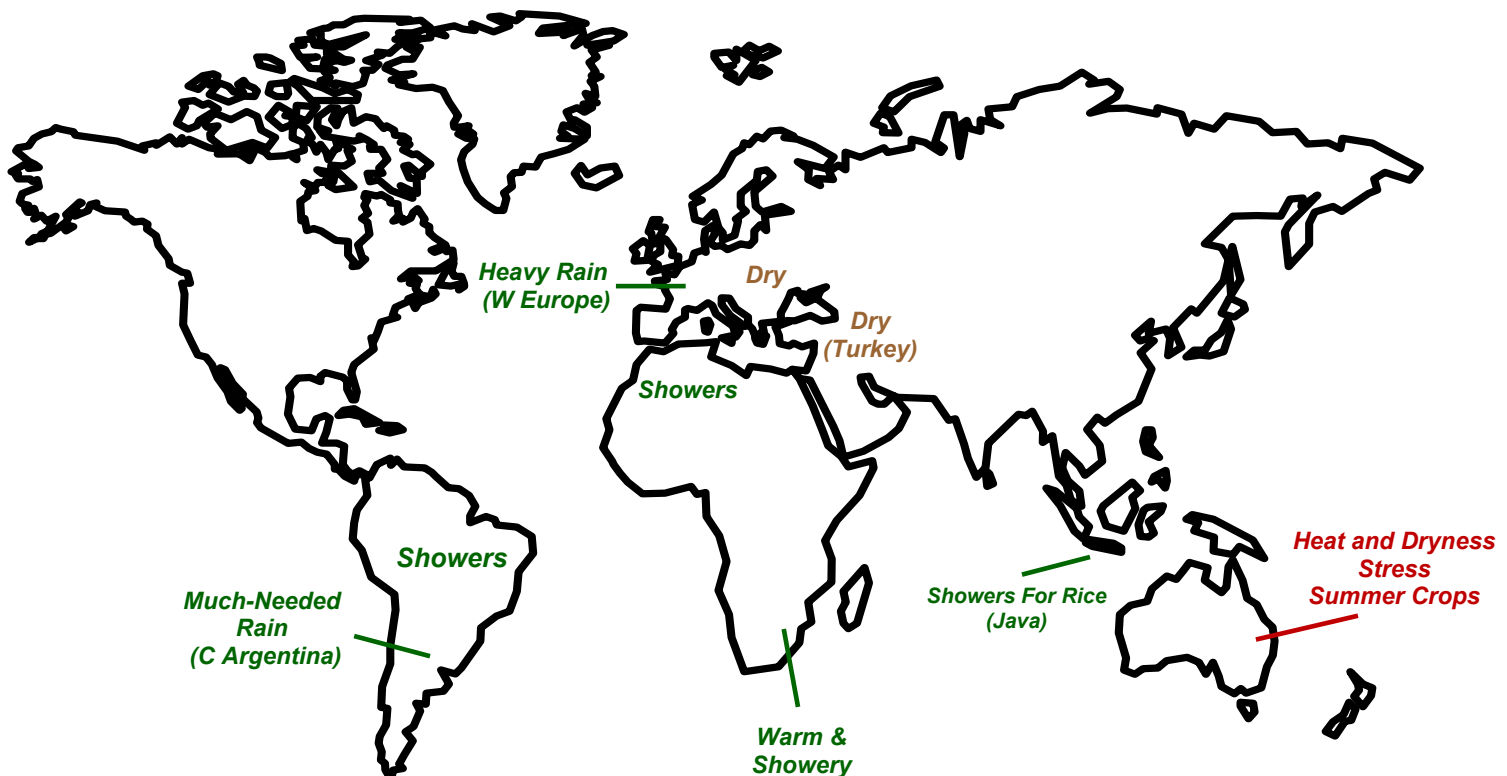 Heavy Rain
(W Europe)
Dry
Dry
(Turkey)
Showers
Showers
Much-Needed
Rain
(C Argentina)
Warm &
Showery
Showers For Rice
(Java)
Heat and Dryness
Stress
Summer Crops